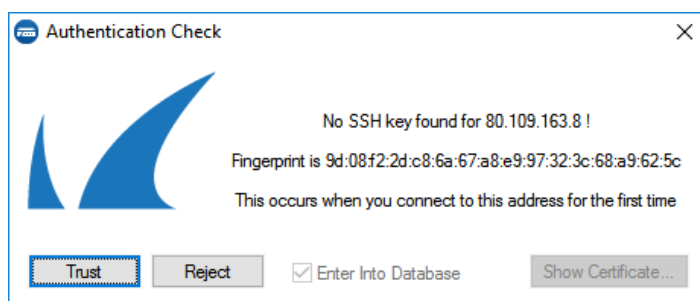 Authentication Check
No SSH key found for 80.109.163.8 !
Fingerprint is 9d:08:f2:2d:c8:6a:67:a8:e9:97:32:3c:68:a9:62:5c
This occurs when you connect to this address for the first time
Trust Reject Enter Into Database Show Certificate...